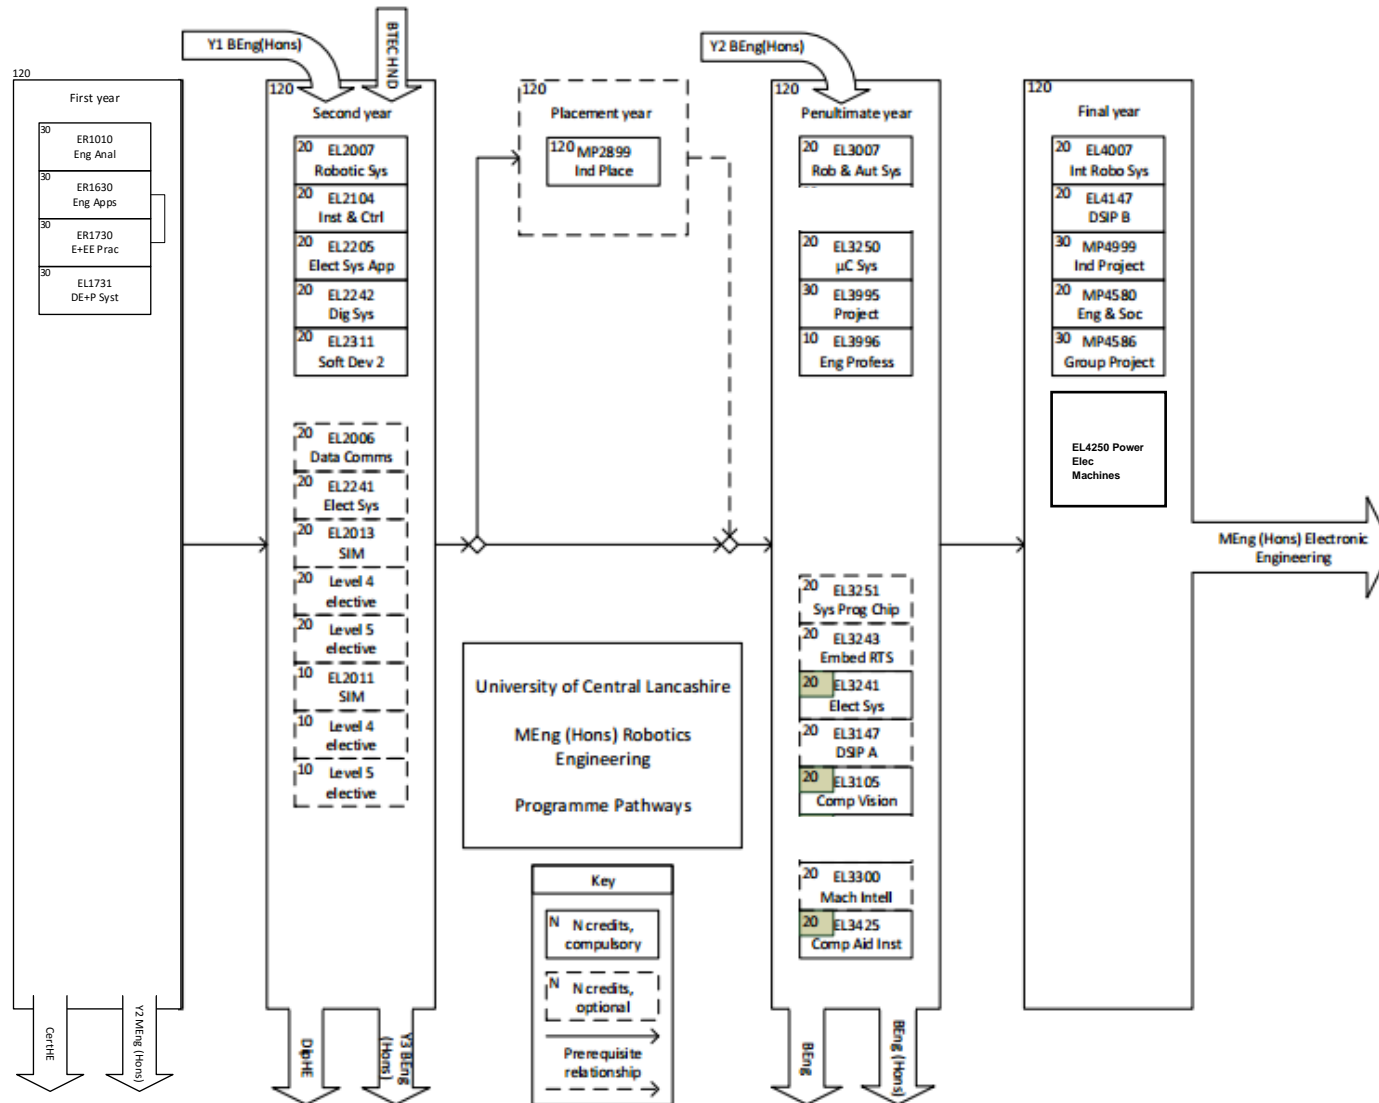 120
First year
30
ER1010
Eng Anal
30
ER1630
Eng Apps
30
ER1730
E+EE Prac
30
EL1731
DE+P Syst
CertHE
Y2 MEng (Hons)
Y1 BEng(Hons)
BTEC HND
120
Second year
20 EL2007
Robotic Sys
20 EL2104
Inst & Ctrl
20 EL2205
Elect Sys App
20 EL2242
Dig Sys
20 EL2311
Soft Dev 2
20 EL2006
Data Comms
20 EL2241
Elect Sys
20 EL2013
SIM
20 Level 4
elective
20 Level 5
elective
10 EL2011
SIM
10 Level 4
elective
10 Level 5
elective
DipHE
Y3 BEng
(Hons)
120
Placement year
120 MP2899
Ind Place
University of Central Lancashire
MEng (Hons) Robotics
Engineering
Programme Pathways
Key
N N credits,
compulsory
N N credits,
optional
Prerequisite
relationship
Y2 BEng(Hons)
120
Penultimate year
20 EL3007
Rob & Aut Sys
20 EL3250
µC Sys
30 EL3995
Project
10 EL3996
Eng Profess
20 EL3251
Sys Prog Chip
20 EL3243
Embed RTS
20 EL3241
Elect Sys
20 EL3147
DSIP A
20 EL3105
Comp Vision
20 EL3300
Mach Intell
20 EL3425
Comp Aid Inst
BEng
BEng (Hons)
120
Final year
20 EL4007
Int Robo Sys
20 EL4147
DSIP B
30 MP4999
Ind Project
20 MP4580
Eng & Soc
30 MP4586
Group Project
EL4250 Power
Elec
Machines
MEng (Hons) Electronic
Engineering